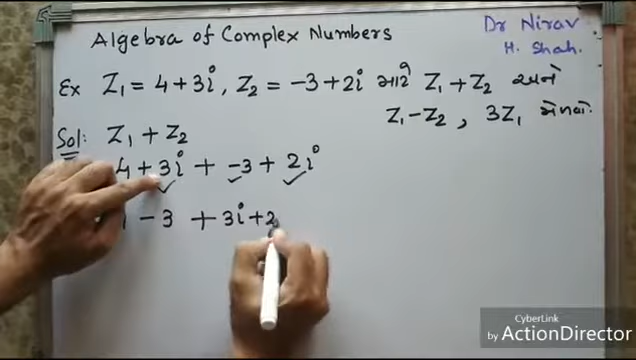 Algebra of Complex Numbers
Dr Nirav
H. Shah.
Ex Z₁ = 4 + 3i, Z₂ = -3 + 2i માટે Z₁ + Z₂ અને
Z₁ - Z₂, 3Z₁ મેળવો.
Sol: Z₁ + Z₂
4 + 3i + -3 + 2i
- 3 + 3i + 2
CyberLink
by ActionDirector